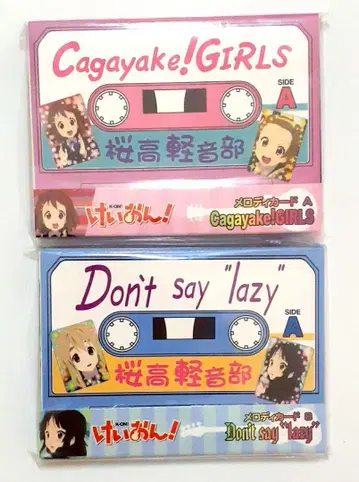 Cagayake!GIRLS
SIDE
A
桜高軽音部
K-ON!
けいおん!
メロディカード A
Cagayake!GIRLS
Don't say "lazy"
SIDE
A
桜高軽音部
K-ON!
けいおん!
メロディカード B
Don't say "lazy"